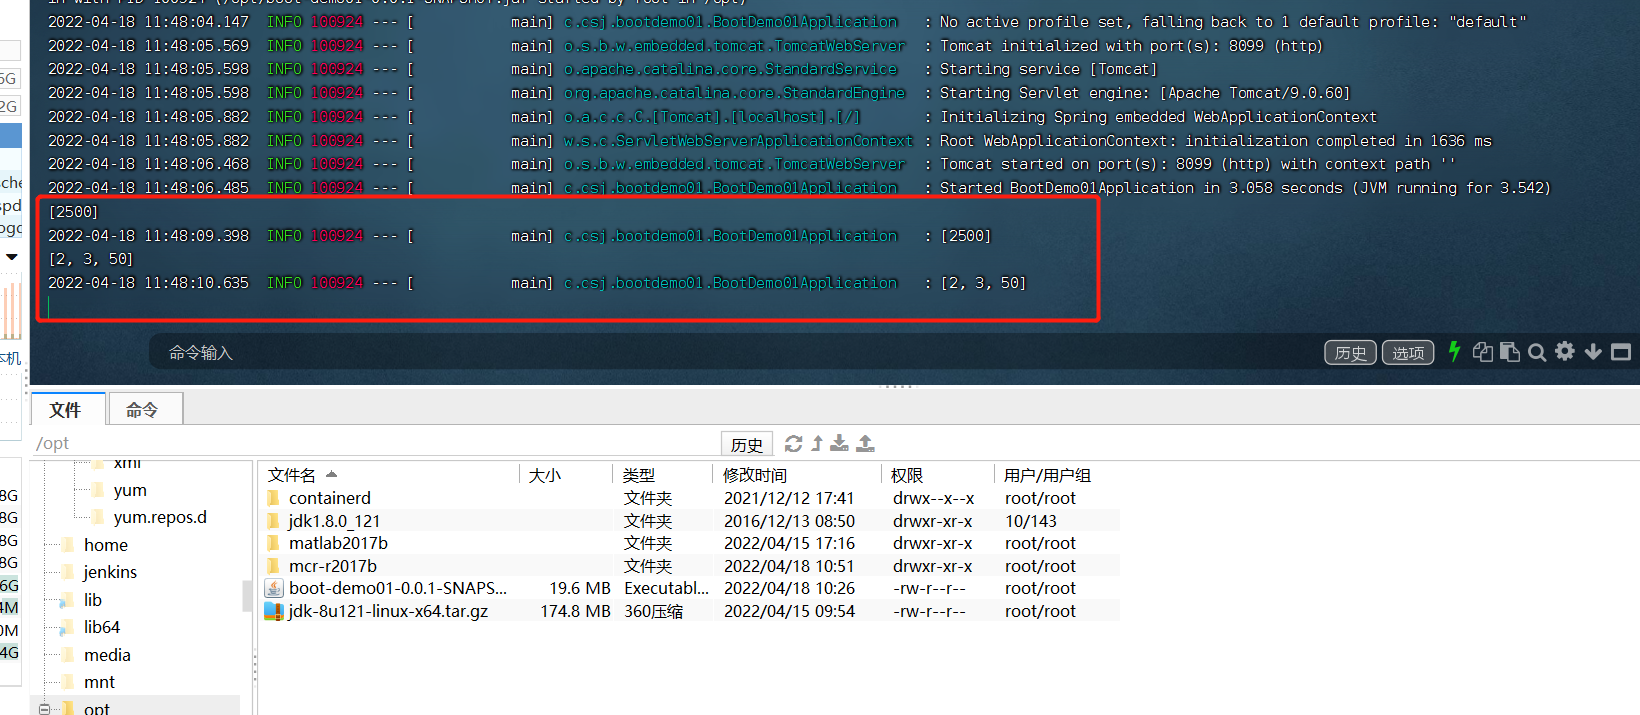 2022-04-18 11:48:04.147  INFO 100924 --- [           main] c.csj.bootdemo01.BootDemo01Application   : No active profile set, falling back to 1 default profile: "default"
2022-04-18 11:48:05.569  INFO 100924 --- [           main] o.s.b.w.embedded.tomcat.TomcatWebServer  : Tomcat initialized with port(s): 8099 (http)
2022-04-18 11:48:05.598  INFO 100924 --- [           main] o.apache.catalina.core.StandardService   : Starting service [Tomcat]
2022-04-18 11:48:05.598  INFO 100924 --- [           main] org.apache.catalina.core.StandardEngine  : Starting Servlet engine: [Apache Tomcat/9.0.60]
2022-04-18 11:48:05.882  INFO 100924 --- [           main] o.a.c.c.C.[Tomcat].[localhost].[/]       : Initializing Spring embedded WebApplicationContext
2022-04-18 11:48:05.882  INFO 100924 --- [           main] w.s.c.ServletWebServerApplicationContext : Root WebApplicationContext: initialization completed in 1636 ms
2022-04-18 11:48:06.468  INFO 100924 --- [           main] o.s.b.w.embedded.tomcat.TomcatWebServer  : Tomcat started on port(s): 8099 (http) with context path ''
2022-04-18 11:48:06.485  INFO 100924 --- [           main] c.csj.bootdemo01.BootDemo01Application   : Started BootDemo01Application in 3.058 seconds (JVM running for 3.542)
[2500]
2022-04-18 11:48:09.398  INFO 100924 --- [           main] c.csj.bootdemo01.BootDemo01Application   : [2500]
[2, 3, 50]
2022-04-18 11:48:10.635  INFO 100924 --- [           main] c.csj.bootdemo01.BootDemo01Application   : [2, 3, 50]
命令输入 历史 选项
文件 命令
/opt 历史
xml
yum
yum.repos.d
home
jenkins
lib
lib64
media
mnt
opt
文件名 大小 类型 修改时间 权限 用户/用户组
containerd 文件夹 2021/12/12 17:41 drwx--x--x root/root
jdk1.8.0_121 文件夹 2016/12/13 08:50 drwxr-xr-x 10/143
matlab2017b 文件夹 2022/04/15 17:16 drwxr-xr-x root/root
mcr-r2017b 文件夹 2022/04/18 10:51 drwxr-xr-x root/root
boot-demo01-0.0.1-SNAPS... 19.6 MB Executabl... 2022/04/18 10:26 -rw-r--r-- root/root
jdk-8u121-linux-x64.tar.gz 174.8 MB 360压缩 2022/04/15 09:54 -rw-r--r-- root/root